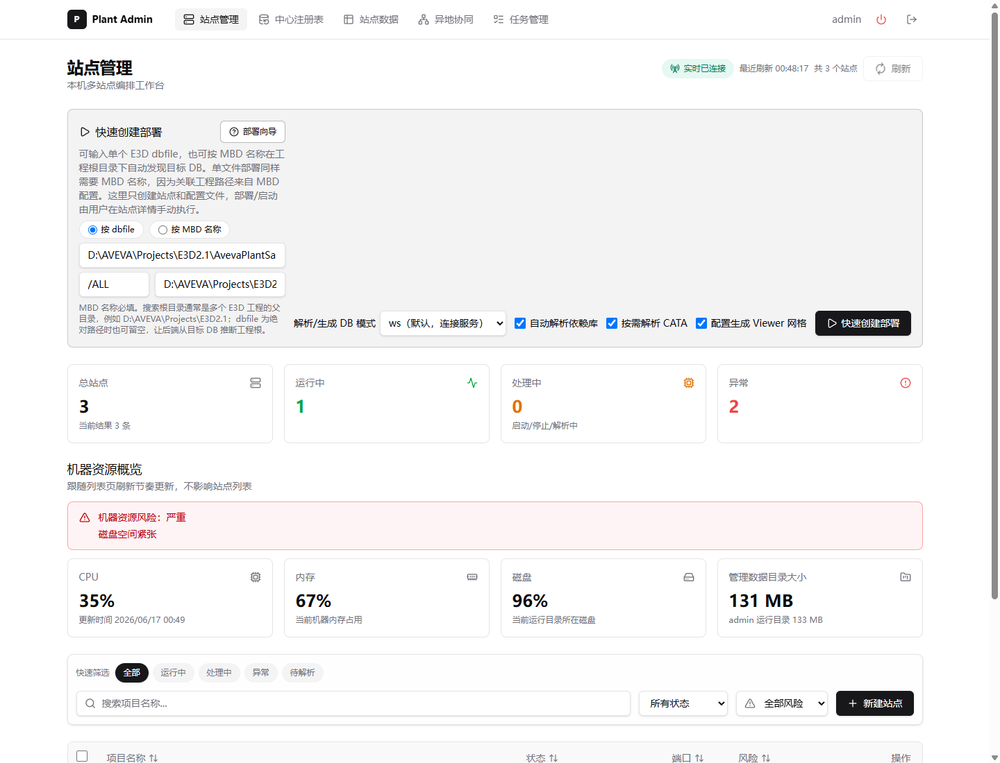 P Plant Admin 站点管理 中心注册表 站点数据 异地协同 任务管理 admin
站点管理
本机多站点编排工作台
实时已连接 最近刷新 00:48:17 共 3 个站点 刷新
快速创建部署 部署向导
可输入单个 E3D dbfile，也可按 MBD 名称在工
程根目录下自动发现目标 DB。单文件部署同样
需要 MBD 名称，因为关联工程路径来自 MBD
配置。这里只创建站点和配置文件，部署/启动
由用户在站点详情手动执行。
按 dbfile 按 MBD 名称
D:\AVEVA\Projects\E3D2.1\AvevaPlantSa
/ALL D:\AVEVA\Projects\E3D2
MBD 名称必填。搜索根目录通常是多个 E3D 工程的父
目录，例如 D:\AVEVA\Projects\E3D2.1；dbfile 为绝
对路径时也可留空，让后端从目标 DB 推断工程根。
解析/生成 DB 模式 ws（默认，连接服务） 自动解析依赖库 按需解析 CATA 配置生成 Viewer 网格 快速创建部署
总站点
3
当前结果 3 条
运行中
1
处理中
0
启动/停止/解析中
异常
2
机器资源概览
跟随列表页刷新节奏更新，不影响站点列表
机器资源风险：严重
磁盘空间紧张
CPU
35%
更新时间 2026/06/17 00:49
内存
67%
当前机器内存占用
磁盘
96%
当前运行目录所在磁盘
管理数据目录大小
131 MB
admin 运行目录 133 MB
快速筛选 全部 运行中 处理中 异常 待解析
搜索项目名称... 所有状态 全部风险 新建站点
项目名称 状态 端口 风险 操作